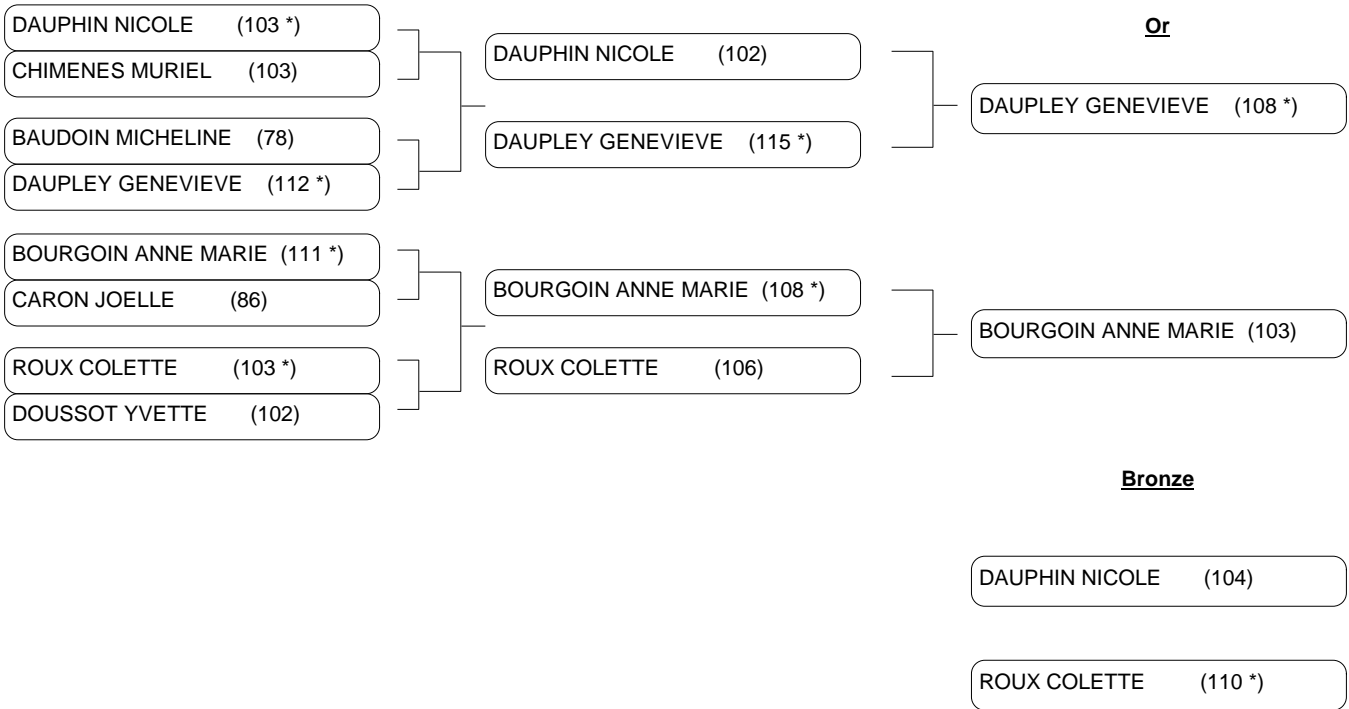 DAUPHIN NICOLE (103 *)
CHIMENES MURIEL (103)
BAUDOIN MICHELINE (78)
DAUPLEY GENEVIEVE (112 *)
BOURGOIN ANNE MARIE (111 *)
CARON JOELLE (86)
ROUX COLETTE (103 *)
DOUSSOT YVETTE (102)
DAUPHIN NICOLE (102)
DAUPLEY GENEVIEVE (115 *)
BOURGOIN ANNE MARIE (108 *)
ROUX COLETTE (106)
Or
DAUPLEY GENEVIEVE (108 *)
BOURGOIN ANNE MARIE (103)
Bronze
DAUPHIN NICOLE (104)
ROUX COLETTE (110 *)